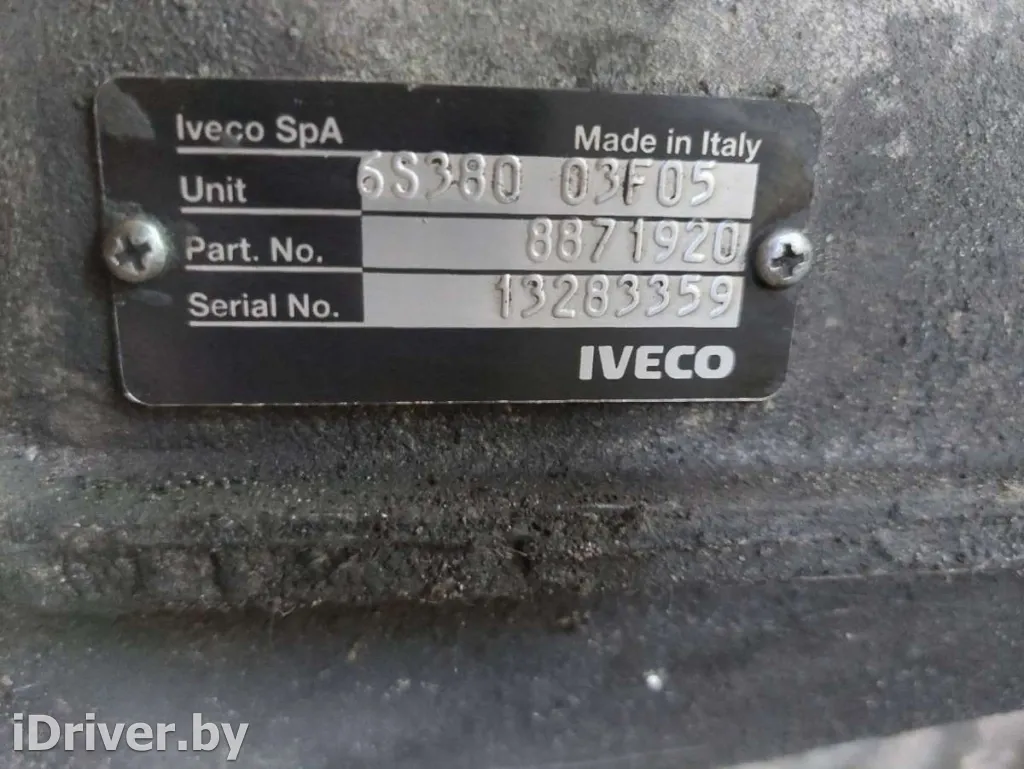 Iveco SpA Made in Italy
Unit 6S380 03F05
Part. No. 8871920
Serial No. 13283359
IVECO
iDriver.by